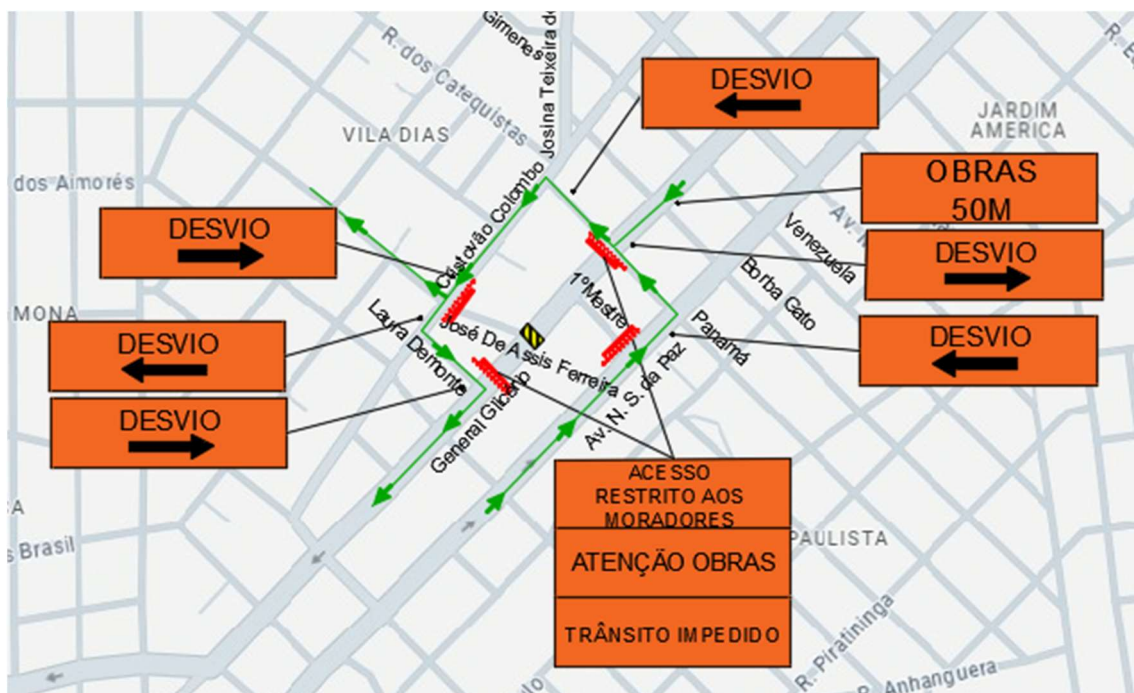 Gimenes
R. dos Catequistas
Josina Teixeira de
DESVIO
JARDIM
AMERICA
VILA DIAS
dos Aimorés
OBRAS
50M
DESVIO
Cristovão Colombo
Venezuela
DESVIO
Borba Gato
1º Mestre
Panamá
MONA
Laura Demonte
José De Assis Ferreira
DESVIO
DESVIO
Av. N. S. da Paz
General Glicerio
DESVIO
ACESSO
RESTRITO AOS
MORADORES
ATENÇÃO OBRAS
TRÂNSITO IMPEDIDO
PAULISTA
Brasil
R. Piratininga
R. Anhanguera